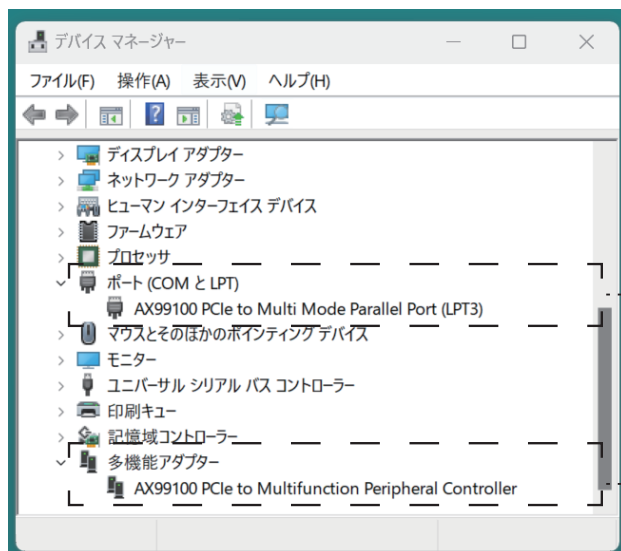 デバイス マネージャー
ファイル(F) 操作(A) 表示(V) ヘルプ(H)
ディスプレイ アダプター
ネットワーク アダプター
ヒューマン インターフェイス デバイス
ファームウェア
プロセッサ
ポート (COM と LPT)
AX99100 PCIe to Multi Mode Parallel Port (LPT3)
マウスとそのほかのポインティング デバイス
モニター
ユニバーサル シリアル バス コントローラー
印刷キュー
記憶域コントローラー
多機能アダプター
AX99100 PCIe to Multifunction Peripheral Controller